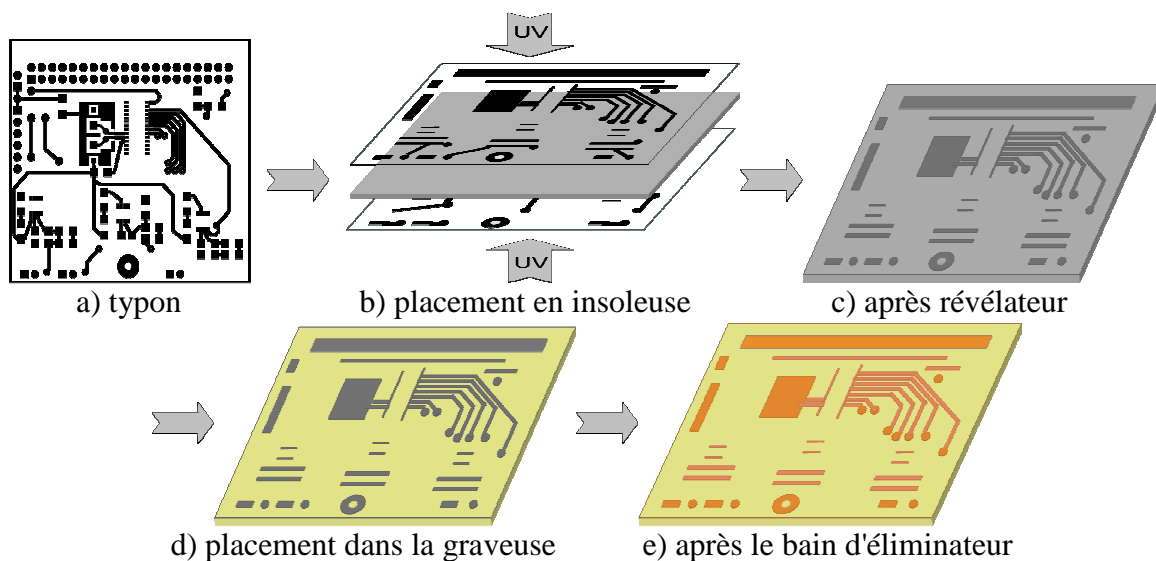 UV
UV
a) typon
b) placement en insoleuse
c) après révélateur
d) placement dans la graveuse
e) après le bain d'éliminateur